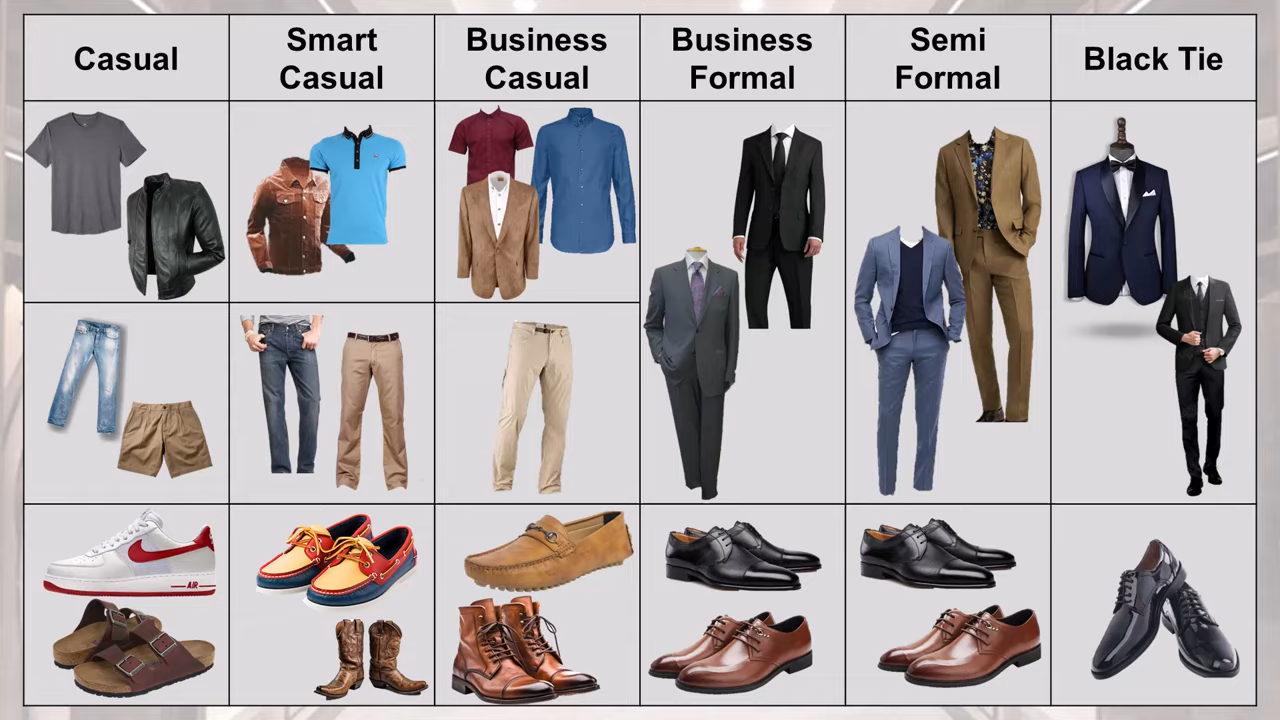 Casual
Smart
Casual
Business
Casual
Business
Formal
Semi
Formal
Black Tie
AIR